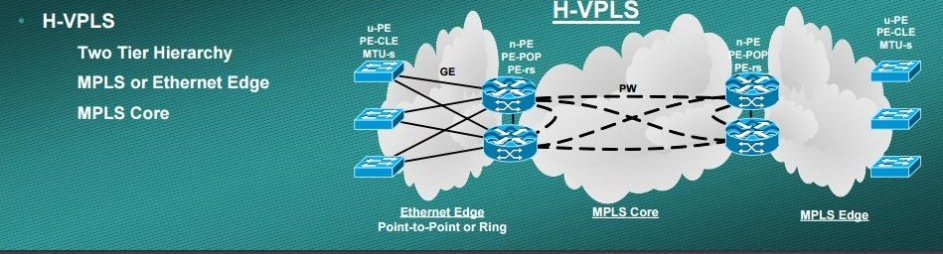 H-VPLS
Two Tier Hierarchy
MPLS or Ethernet Edge
MPLS Core
H-VPLS
u-PE
PE-CLE
MTU-s
GE
n-PE
PE-POP
PE-rs
PW
n-PE
PE-POP
PE-rs
u-PE
PE-CLE
MTU-s
Ethernet Edge
Point-to-Point or Ring
MPLS Core
MPLS Edge